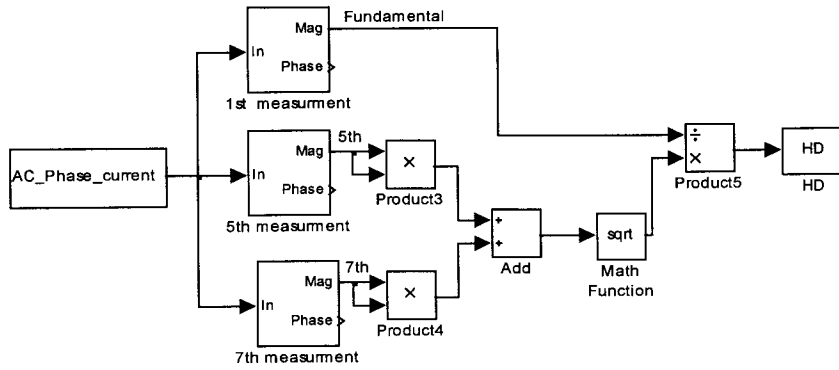 Fundamental
Mag
In
Phase
1st measurment
5th
Mag
In
Phase
5th measurment
×
Product3
AC_Phase_current
÷
×
Product5
HD
HD
+
+
Add
sqrt
Math
Function
7th
Mag
In
Phase
7th measurment
×
Product4